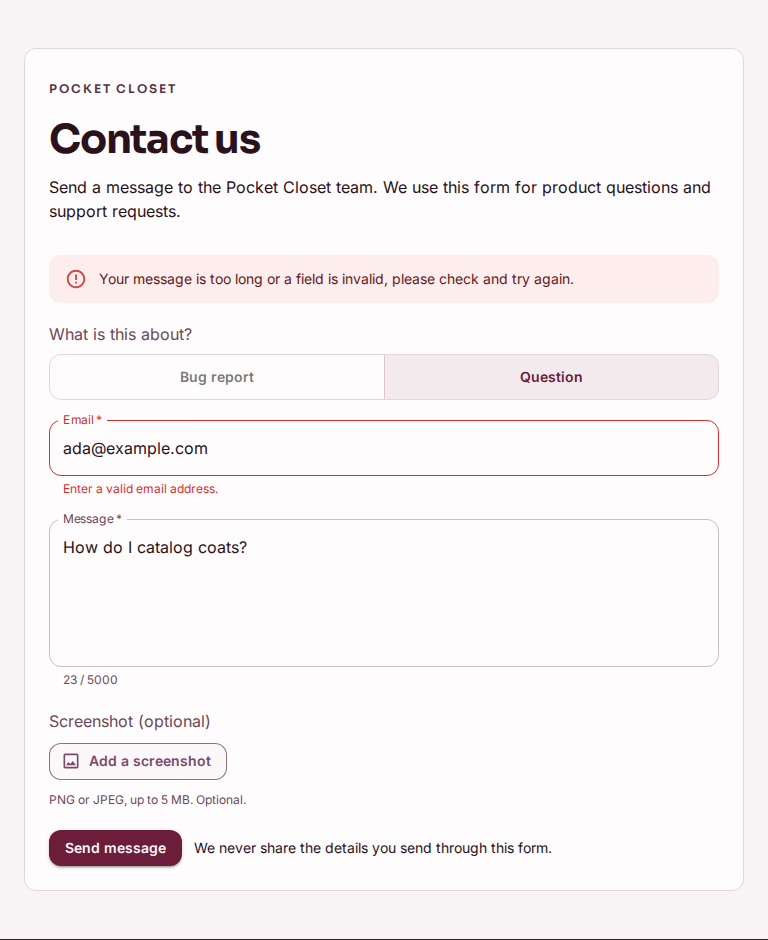 POCKET CLOSET
Contact us
Send a message to the Pocket Closet team. We use this form for product questions and
support requests.
Your message is too long or a field is invalid, please check and try again.
What is this about?
Bug report
Question
Email *
ada@example.com
Enter a valid email address.
Message *
How do I catalog coats?
23 / 5000
Screenshot (optional)
Add a screenshot
PNG or JPEG, up to 5 MB. Optional.
Send message
We never share the details you send through this form.